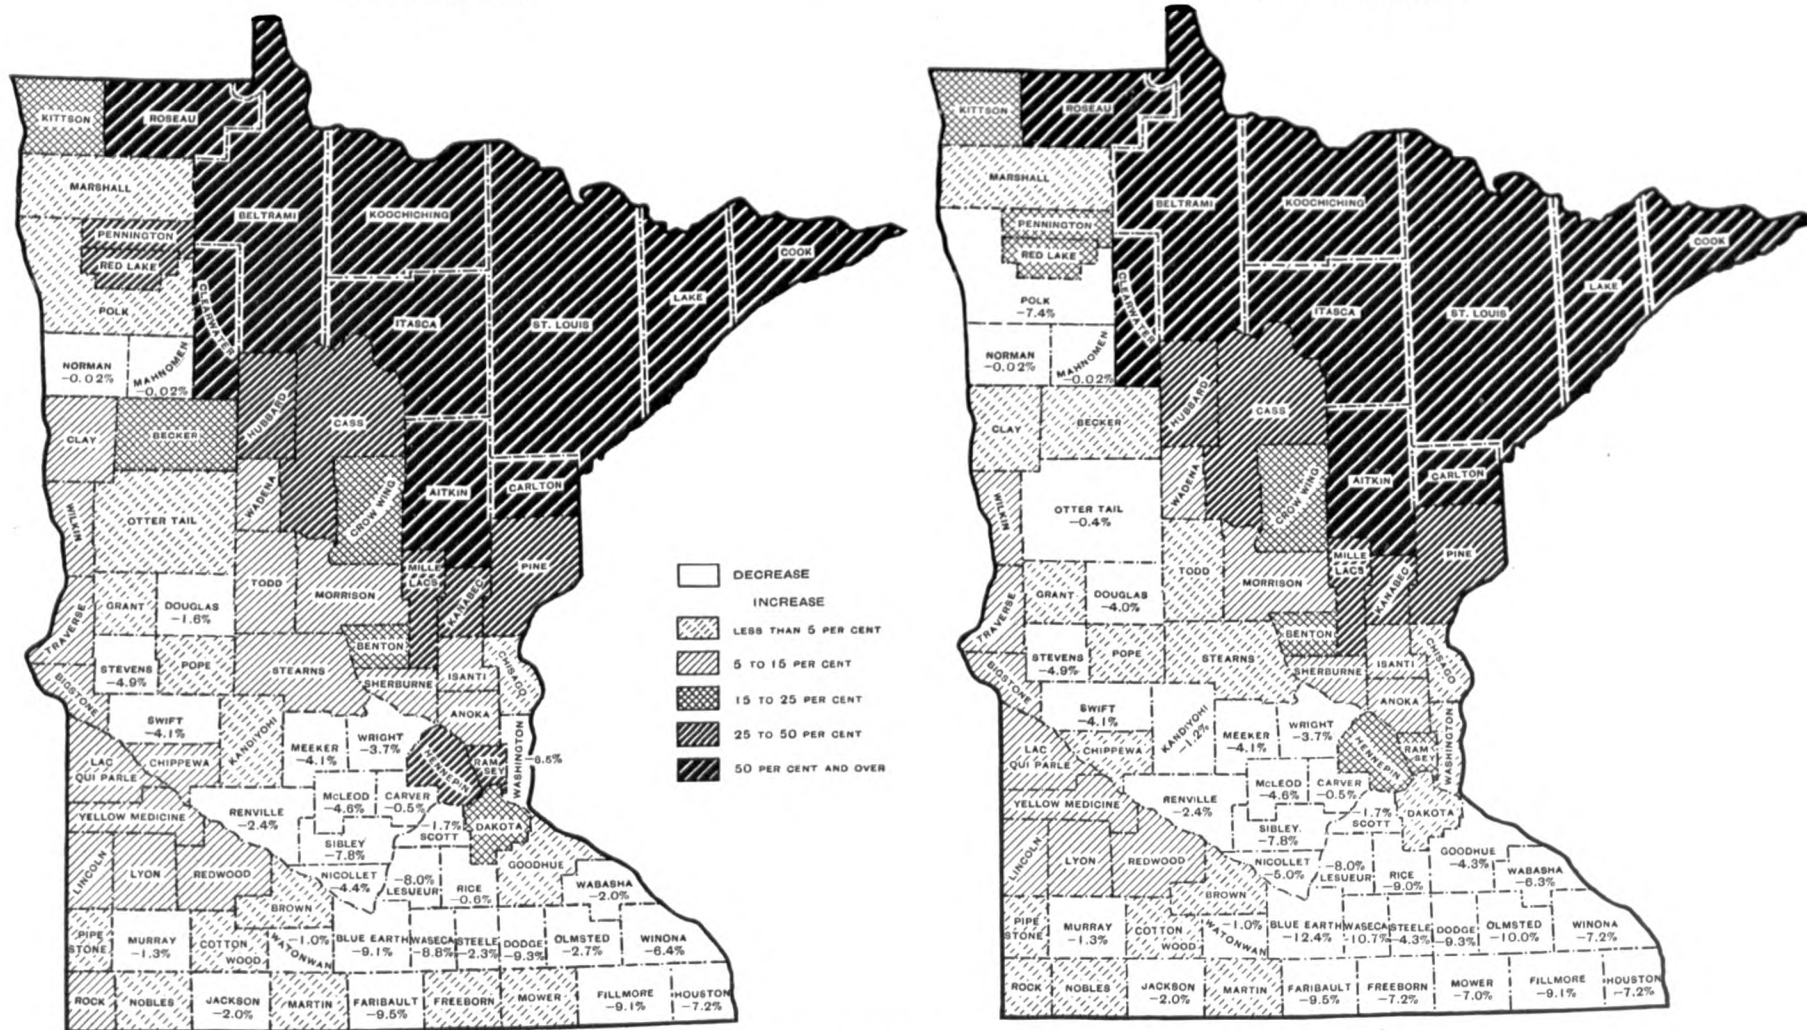 KITTSON
ROSEAU
MARSHALL
BELTRAMI
KOOCHICHING
PENNINGTON
RED LAKE
COOK
CLEARWATER
LAKE
POLK
ITASCA
ST. LOUIS
NORMAN
-0.02%
MAHNOMEN
-0.02%
HUBBARD
CASS
CLAY
BECKER
WADENA
CROW WING
AITKIN
CARLTON
WILKIN
OTTER TAIL
TODD
MORRISON
MILLE
LACS
KANABEC
PINE
TRAVERSE
GRANT
DOUGLAS
-1.6%
BENTON
STEVENS
-4.9%
POPE
STEARNS
SHERBURNE
ISANTI
CHISAGO
BIGSTONE
SWIFT
-4.1%
KANDIYOHI
MEEKER
-4.1%
WRIGHT
-3.7%
ANOKA
HENNEPIN
RAM
SEY
WASHINGTON
-6.5%
LAC
QUI PARLE
CHIPPEWA
YELLOW MEDICINE
RENVILLE
-2.4%
McLEOD
-4.6%
CARVER
-0.5%
-1.7%
SCOTT
DAKOTA
SIBLEY
-7.8%
LINCOLN
LYON
REDWOOD
NICOLLET
-4.4%
-8.0%
LESUEUR
RICE
-0.6%
GOODHUE
WABASHA
-2.0%
BROWN
PIPE
STONE
MURRAY
-1.3%
COTTON
WOOD
-1.0%
WATONWAN
BLUE EARTH
-9.1%
WASECA
-8.8%
STEELE
-2.3%
DODGE
-9.3%
OLMSTED
-2.7%
WINONA
-6.4%
ROCK
NOBLES
JACKSON
-2.0%
MARTIN
FARIBAULT
-9.5%
FREEBORN
MOWER
FILLMORE
-9.1%
HOUSTON
-7.2%
DECREASE
INCREASE
LESS THAN 5 PER CENT
5 TO 15 PER CENT
15 TO 25 PER CENT
25 TO 50 PER CENT
50 PER CENT AND OVER
KITTSON
ROSEAU
MARSHALL
BELTRAMI
KOOCHICHING
PENNINGTON
RED LAKE
COOK
CLEARWATER
LAKE
POLK
-7.4%
ITASCA
ST. LOUIS
NORMAN
-0.02%
MAHNOMEN
-0.02%
HUBBARD
CASS
CLAY
BECKER
WADENA
CROW WING
AITKIN
CARLTON
WILKIN
OTTER TAIL
-0.4%
TODD
MORRISON
MILLE
LACS
KANABEC
PINE
TRAVERSE
GRANT
DOUGLAS
-4.0%
BENTON
STEVENS
-4.9%
POPE
STEARNS
SHERBURNE
ISANTI
CHISAGO
BIGSTONE
SWIFT
-4.1%
KANDIYOHI
-1.2%
MEEKER
-4.1%
WRIGHT
-3.7%
ANOKA
HENNEPIN
RAM
SEY
WASHINGTON
LAC
QUI PARLE
CHIPPEWA
YELLOW MEDICINE
RENVILLE
-2.4%
McLEOD
-4.6%
CARVER
-0.5%
-1.7%
SCOTT
DAKOTA
SIBLEY
-7.8%
LINCOLN
LYON
REDWOOD
NICOLLET
-5.0%
-8.0%
LESUEUR
RICE
-9.0%
GOODHUE
-4.3%
WABASHA
-6.3%
BROWN
PIPE
STONE
MURRAY
-1.3%
COTTON
WOOD
-1.0%
WATONWAN
BLUE EARTH
-12.4%
WASECA
-10.7%
STEELE
-4.3%
DODGE
-9.3%
OLMSTED
-10.0%
WINONA
-7.2%
ROCK
NOBLES
JACKSON
-2.0%
MARTIN
FARIBAULT
-9.5%
FREEBORN
-7.2%
MOWER
-7.0%
FILLMORE
-9.1%
HOUSTON
-7.2%